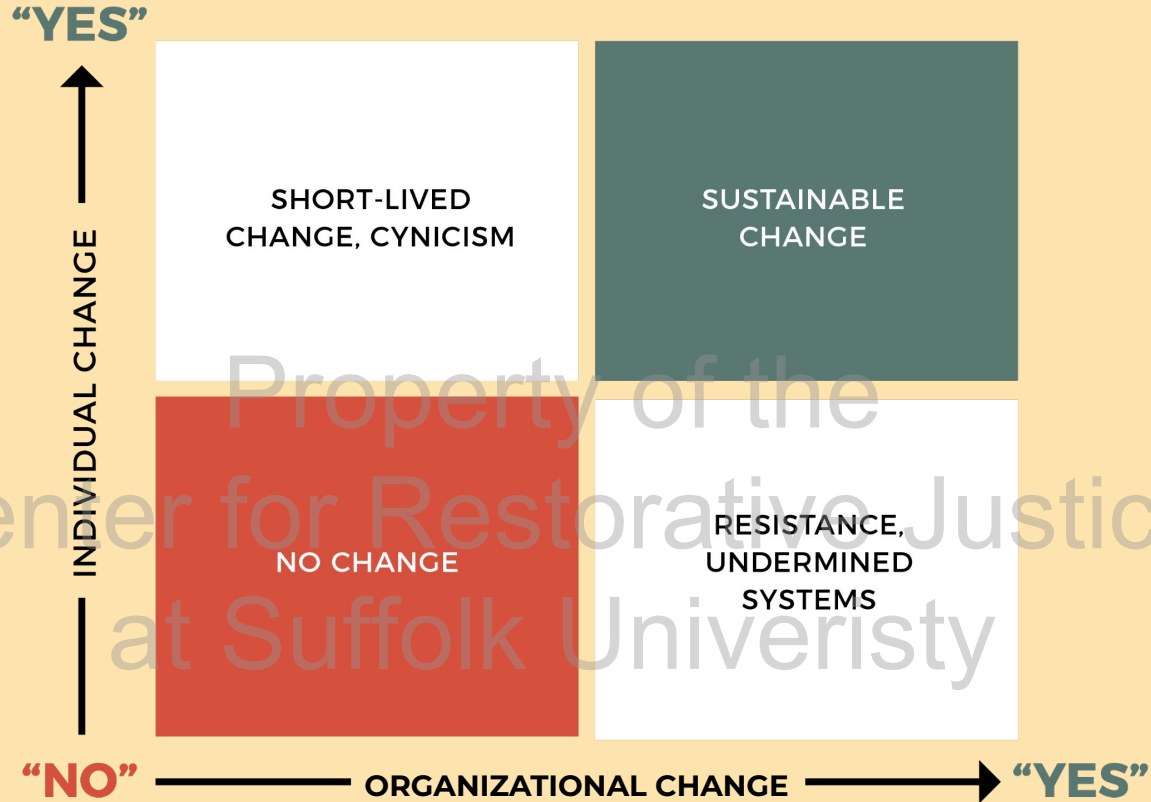 “YES”
SHORT-LIVED
CHANGE, CYNICISM
SUSTAINABLE
CHANGE
INDIVIDUAL CHANGE
NO CHANGE
RESISTANCE,
UNDERMINED
SYSTEMS
Property of the
enter for Restorative Justic
at Suffolk Univeristy
“NO”
ORGANIZATIONAL CHANGE
“YES”